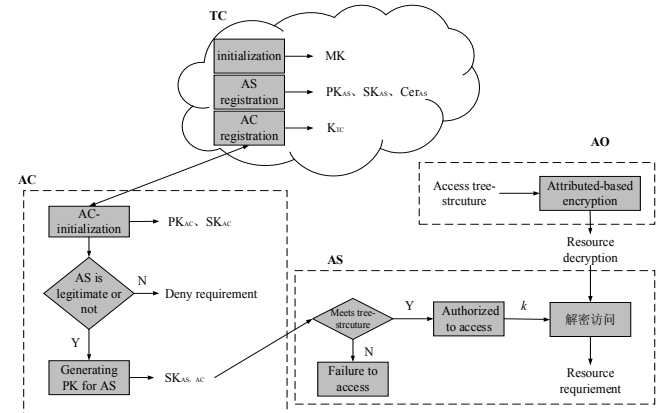 TC
initialization
MK
AS
registration
PKAS、SKAS、CerAS
AC
registration
KTC
AO
Access tree-
strcuture
Attributed-based
encryption
Resource
decryption
AC
AC-
initialization
PKAC、SKAC
AS is
legitimate or
not
N
Deny requirement
Y
Generating
PK for AS
SKAS, AC
AS
Meets tree-
strcuture
Y
Authorized
to access
k
解密访问
N
Failure to
access
Resource
requriement